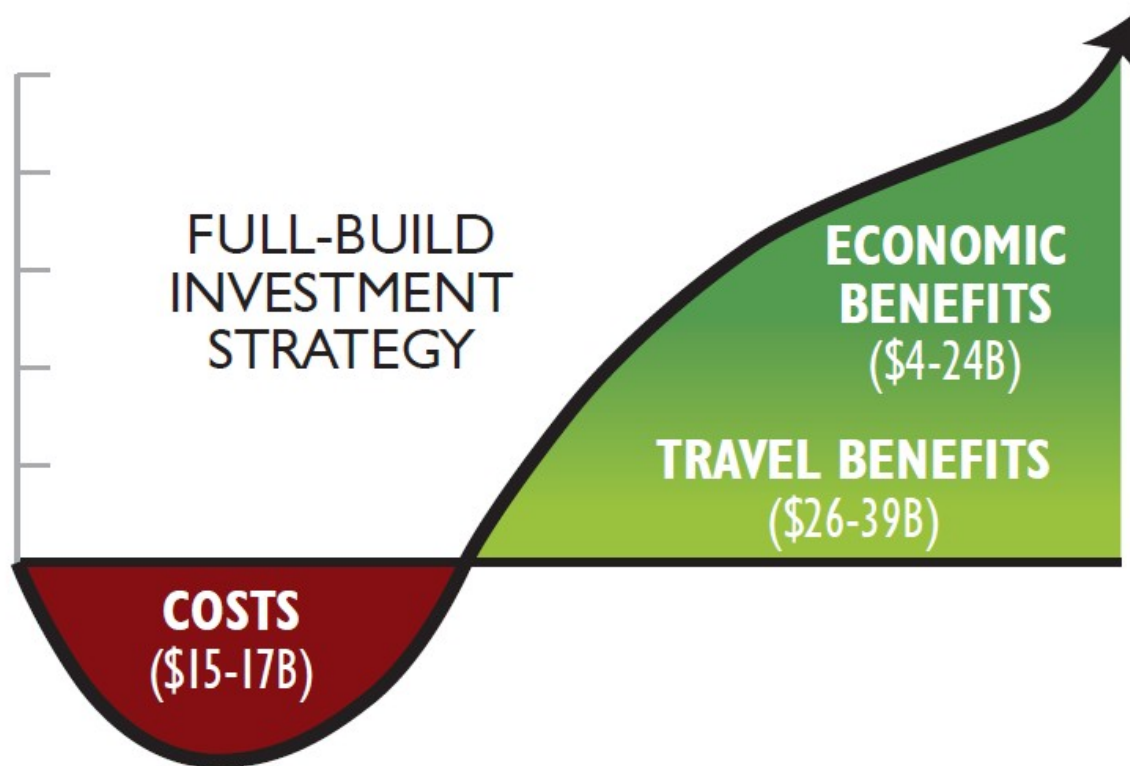 FULL-BUILD
INVESTMENT
STRATEGY
ECONOMIC
BENEFITS
($4-24B)
TRAVEL BENEFITS
($26-39B)
COSTS
($15-17B)